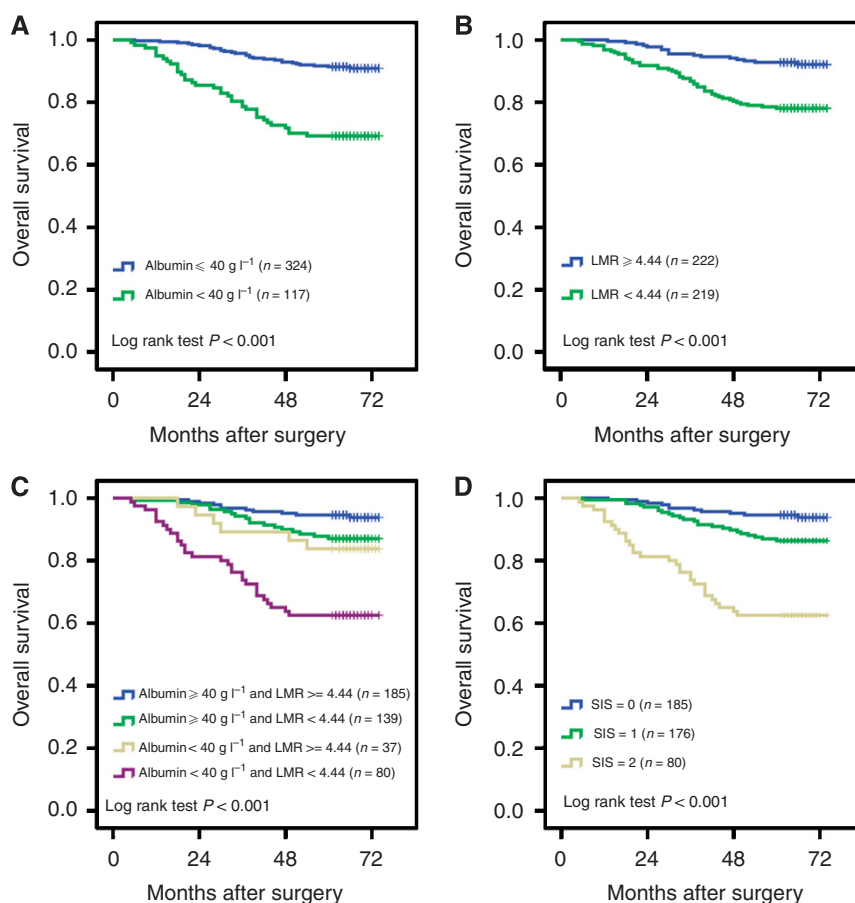 A
1.0
0.8
0.6
0.4
0.2
0.0
Overall survival
Albumin ⩽ 40 g l⁻¹ (n = 324)
Albumin < 40 g l⁻¹ (n = 117)
Log rank test P < 0.001
0 24 48 72
Months after surgery
B
1.0
0.8
0.6
0.4
0.2
0.0
Overall survival
LMR ⩾ 4.44 (n = 222)
LMR < 4.44 (n = 219)
Log rank test P < 0.001
0 24 48 72
Months after surgery
C
1.0
0.8
0.6
0.4
0.2
0.0
Overall survival
Albumin ⩾ 40 g l⁻¹ and LMR >= 4.44 (n = 185)
Albumin ⩾ 40 g l⁻¹ and LMR < 4.44 (n = 139)
Albumin < 40 g l⁻¹ and LMR >= 4.44 (n = 37)
Albumin < 40 g l⁻¹ and LMR < 4.44 (n = 80)
Log rank test P < 0.001
0 24 48 72
Months after surgery
D
1.0
0.8
0.6
0.4
0.2
0.0
Overall survival
SIS = 0 (n = 185)
SIS = 1 (n = 176)
SIS = 2 (n = 80)
Log rank test P < 0.001
0 24 48 72
Months after surgery